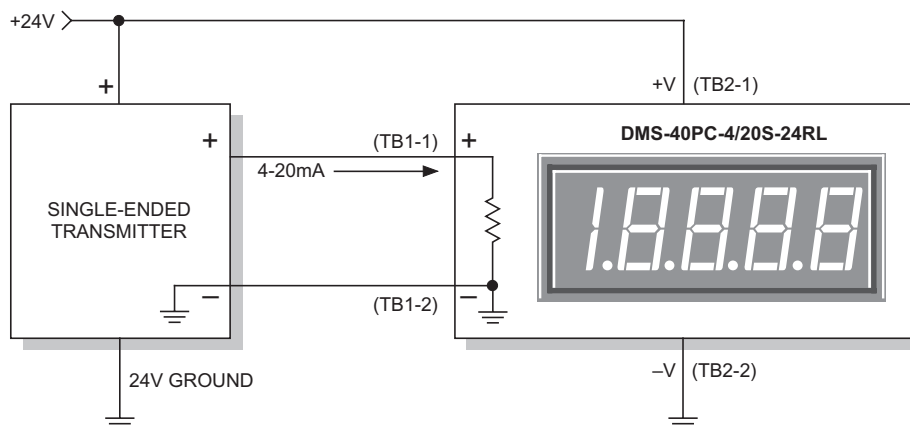 +24V
+V (TB2-1)
+
+ (TB1-1) + DMS-40PC-4/20S-24RL
4-20mA
SINGLE-ENDED
TRANSMITTER
1.8.8.8.8
– (TB1-2) –
24V GROUND
–V (TB2-2)